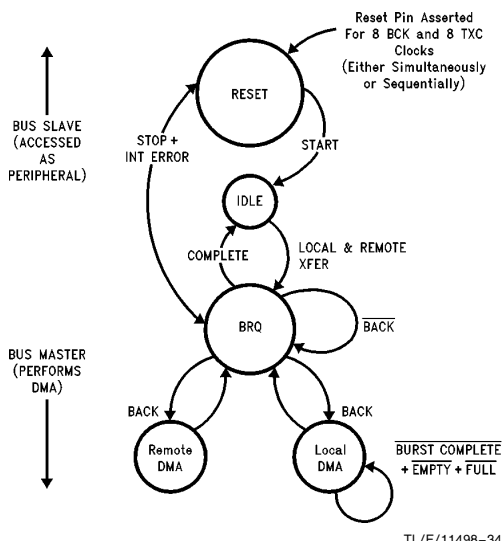 Reset Pin Asserted
For 8 BCK and 8 TXC
Clocks
(Either Simultaneously
or Sequentially)
RESET
BUS SLAVE
(ACCESSED
AS
PERIPHERAL)
STOP +
INT ERROR
START
IDLE
COMPLETE
LOCAL & REMOTE
XFER
BRQ
BACK
BUS MASTER
(PERFORMS
DMA)
BACK
BACK
Remote
DMA
Local
DMA
BURST COMPLETE
+ EMPTY + FULL
TL/F/11498-34